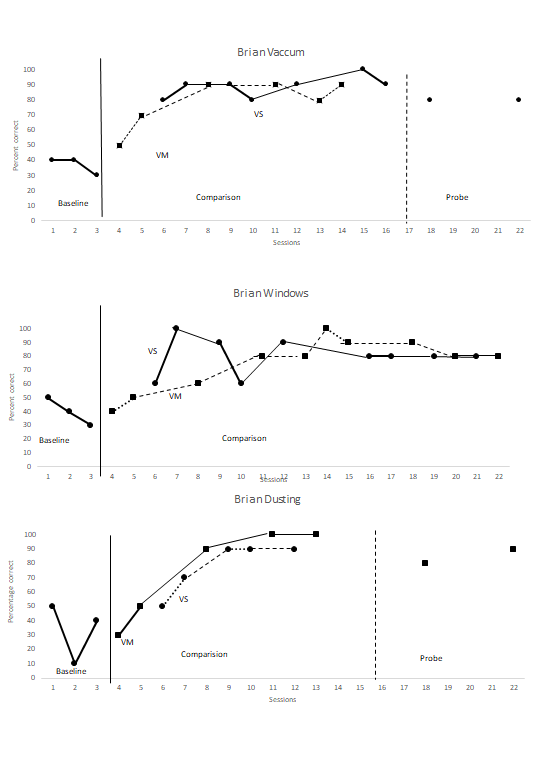 Brian Vaccum
100
90
80
70
60
50
40
30
20
10
0
Percent correct
VS
VM
Baseline
Comparison
Probe
1 2 3 4 5 6 7 8 9 10 11 12 13 14 15 16 17 18 19 20 21 22
Sessions
Brian Windows
100
90
80
70
60
50
40
30
20
10
0
Percent correct
VS
VM
Baseline
Comparison
1 2 3 4 5 6 7 8 9 10 11 12 13 14 15 16 17 18 19 20 21 22
Sessions
Brian Dusting
100
90
80
70
60
50
40
30
20
10
0
Percentage correct
VS
VM
Comparision
Probe
Baseline
1 2 3 4 5 6 7 8 9 10 11 12 13 14 15 16 17 18 19 20 21 22
Sessions